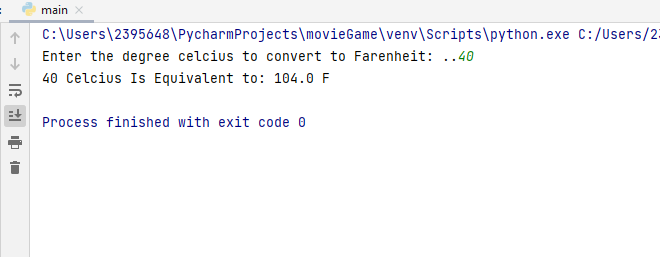 main
C:\Users\2395648\PycharmProjects\movieGame\venv\Scripts\python.exe C:/Users/23
Enter the degree celcius to convert to Farenheit: ..40
40 Celcius Is Equivalent to: 104.0 F
Process finished with exit code 0